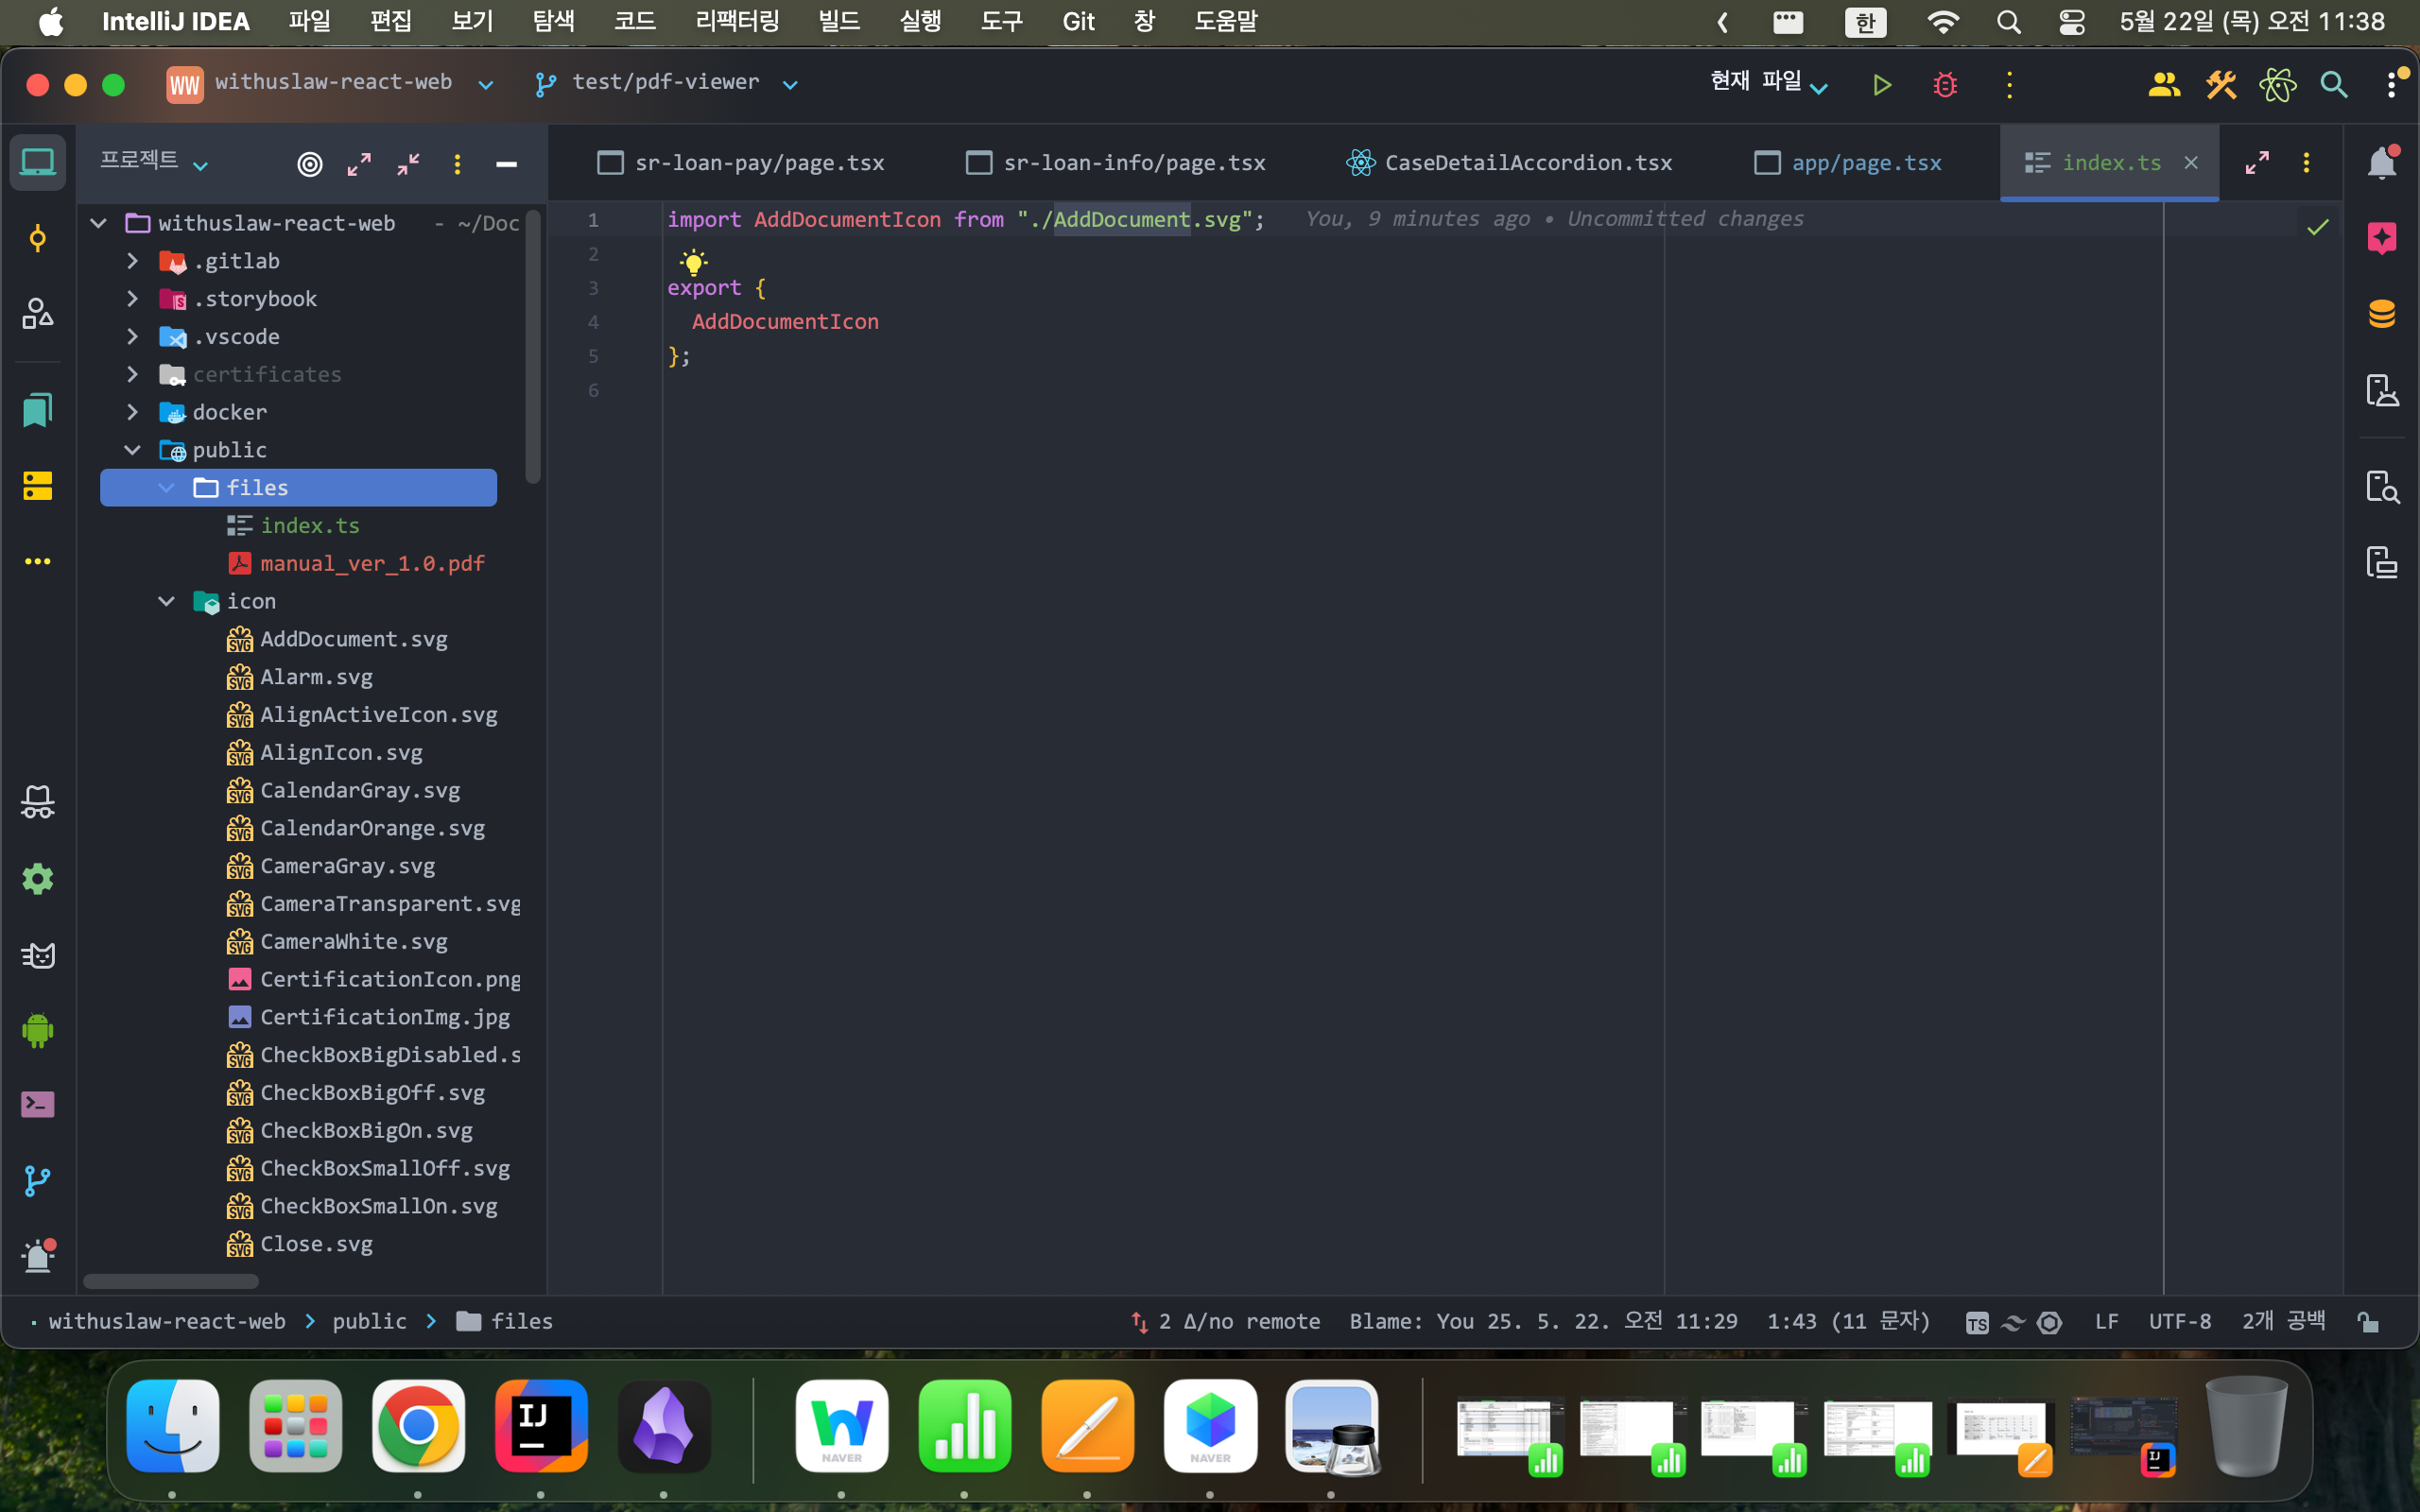 IntelliJ IDEA 파일 편집 보기 탐색 코드 리팩터링 빌드 실행 도구 Git 창 도움말 한 5월 22일 (목) 오전 11:38
WW withuslaw-react-web test/pdf-viewer 현재 파일
프로젝트
sr-loan-pay/page.tsx sr-loan-info/page.tsx CaseDetailAccordion.tsx app/page.tsx index.ts
withuslaw-react-web - ~/Doc
.gitlab
.storybook
.vscode
certificates
docker
public
files
index.ts
manual_ver_1.0.pdf
icon
AddDocument.svg
Alarm.svg
AlignActiveIcon.svg
AlignIcon.svg
CalendarGray.svg
CalendarOrange.svg
CameraGray.svg
CameraTransparent.svg
CameraWhite.svg
CertificationIcon.png
CertificationImg.jpg
CheckBoxBigDisabled.s
CheckBoxBigOff.svg
CheckBoxBigOn.svg
CheckBoxSmallOff.svg
CheckBoxSmallOn.svg
Close.svg
1 import AddDocumentIcon from "./AddDocument.svg"; You, 9 minutes ago • Uncommitted changes
2
3 export {
4 AddDocumentIcon
5 };
6
withuslaw-react-web > public > files 2 Δ/no remote Blame: You 25. 5. 22. 오전 11:29 1:43 (11 문자) TS LF UTF-8 2개 공백
IJ NAVER NAVER IJ